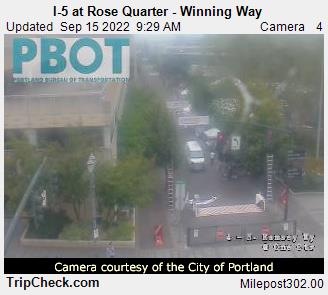 I-5 at Rose Quarter - Winning Way
Updated Sep 15 2022 9:29 AM Camera 4
PBOT
PORTLAND BUREAU OF TRANSPORTATION
Camera courtesy of the City of Portland
TripCheck.com Milepost302.00